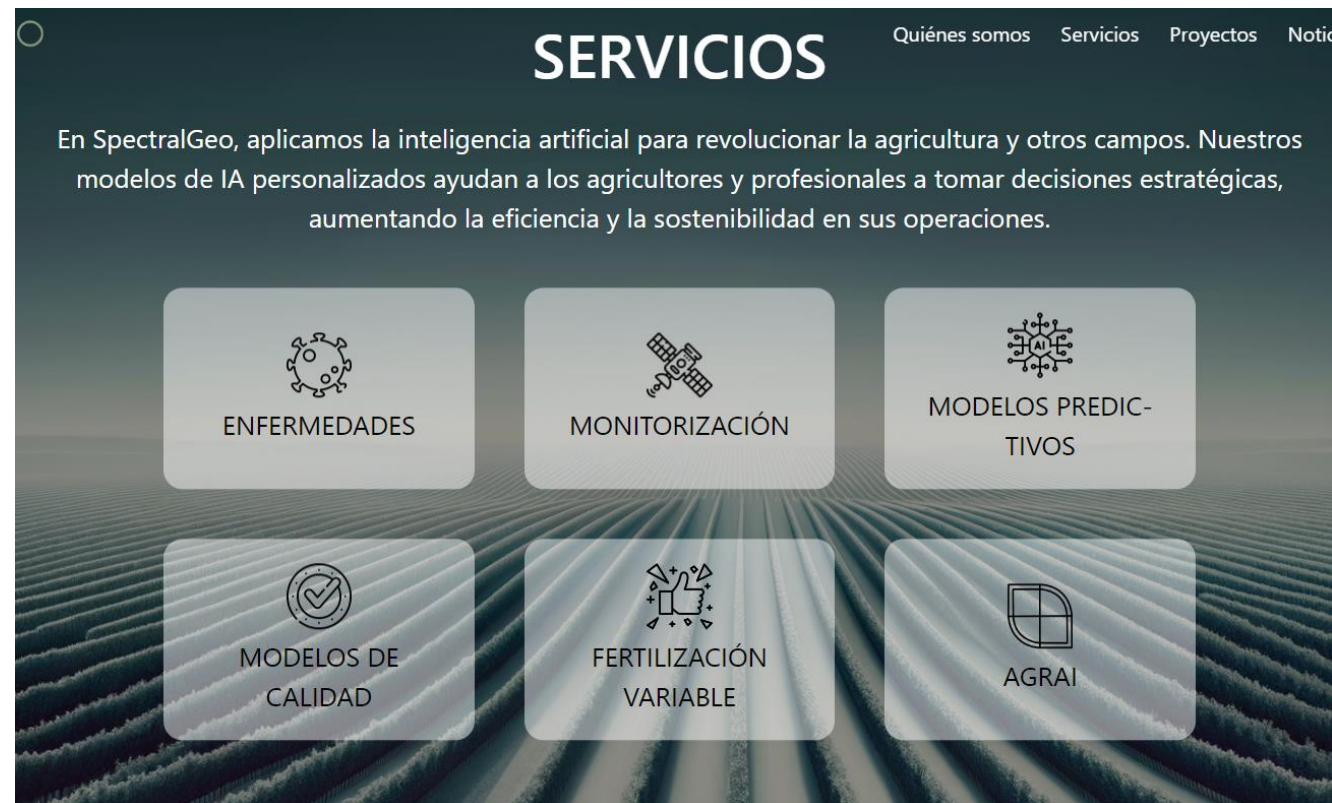 SERVICIOS
Quiénes somos Servicios Proyectos Notic
En SpectralGeo, aplicamos la inteligencia artificial para revolucionar la agricultura y otros campos. Nuestros
modelos de IA personalizados ayudan a los agricultores y profesionales a tomar decisiones estratégicas,
aumentando la eficiencia y la sostenibilidad en sus operaciones.
ENFERMEDADES
MONITORIZACIÓN
AI
MODELOS PREDIC-
TIVOS
MODELOS DE
CALIDAD
FERTILIZACIÓN
VARIABLE
AGRAI